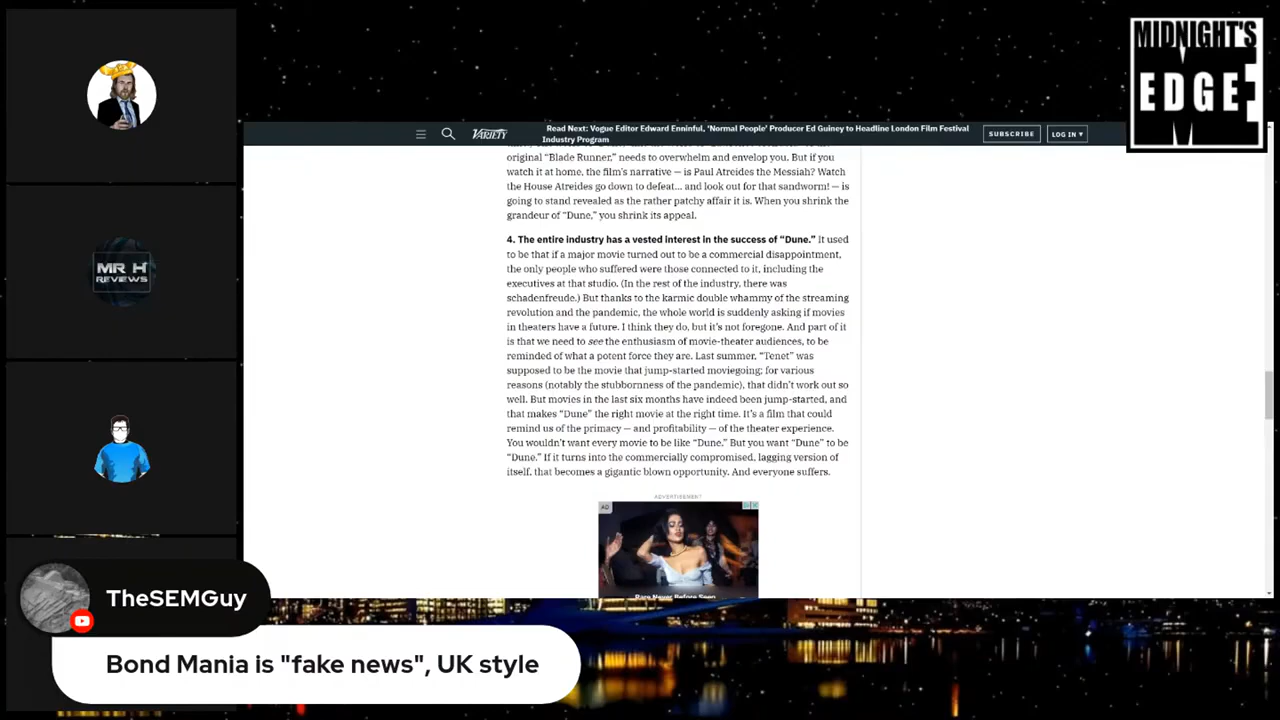 MIDNIGHT'S
EDGE
VARIETY
Read Next: Vogue Editor Edward Enninful, ‘Normal People’ Producer Ed Guiney to Headline London Film Festival
Industry Program
SUBSCRIBE
LOG IN ▾
original “Blade Runner,” needs to overwhelm and envelop you. But if you
watch it at home, the film’s narrative — is Paul Atreides the Messiah? Watch
the House Atreides go down to defeat… and look out for that sandworm! — is
going to stand revealed as the rather patchy affair it is. When you shrink the
grandeur of “Dune,” you shrink its appeal.
4. The entire industry has a vested interest in the success of “Dune.” It used
to be that if a major movie turned out to be a commercial disappointment,
the only people who suffered were those connected to it, including the
executives at that studio. (In the rest of the industry, there was
schadenfreude.) But thanks to the karmic double whammy of the streaming
revolution and the pandemic, the whole world is suddenly asking if movies
in theaters have a future. I think they do, but it’s not foregone. And part of it
is that we need to see the enthusiasm of movie-theater audiences, to be
reminded of what a potent force they are. Last summer, “Tenet” was
supposed to be the movie that jump-started moviegoing; for various
reasons (notably the stubbornness of the pandemic), that didn’t work out so
well. But movies in the last six months have indeed been jump-started, and
that makes “Dune” the right movie at the right time. It’s a film that could
remind us of the primacy — and profitability — of the theater experience.
You wouldn’t want every movie to be like “Dune.” But you want “Dune” to be
“Dune.” If it turns into the commercially compromised, lagging version of
itself, that becomes a gigantic blown opportunity. And everyone suffers.
ADVERTISEMENT
AD
Rare Never Before Seen
MR H
REVIEWS
TheSEMGuy
Bond Mania is "fake news", UK style